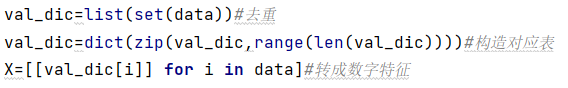 val_dic=list(set(data))#去重
val_dic=dict(zip(val_dic,range(len(val_dic))))#构造对应表
X=[[val_dic[i]] for i in data]#转成数字特征